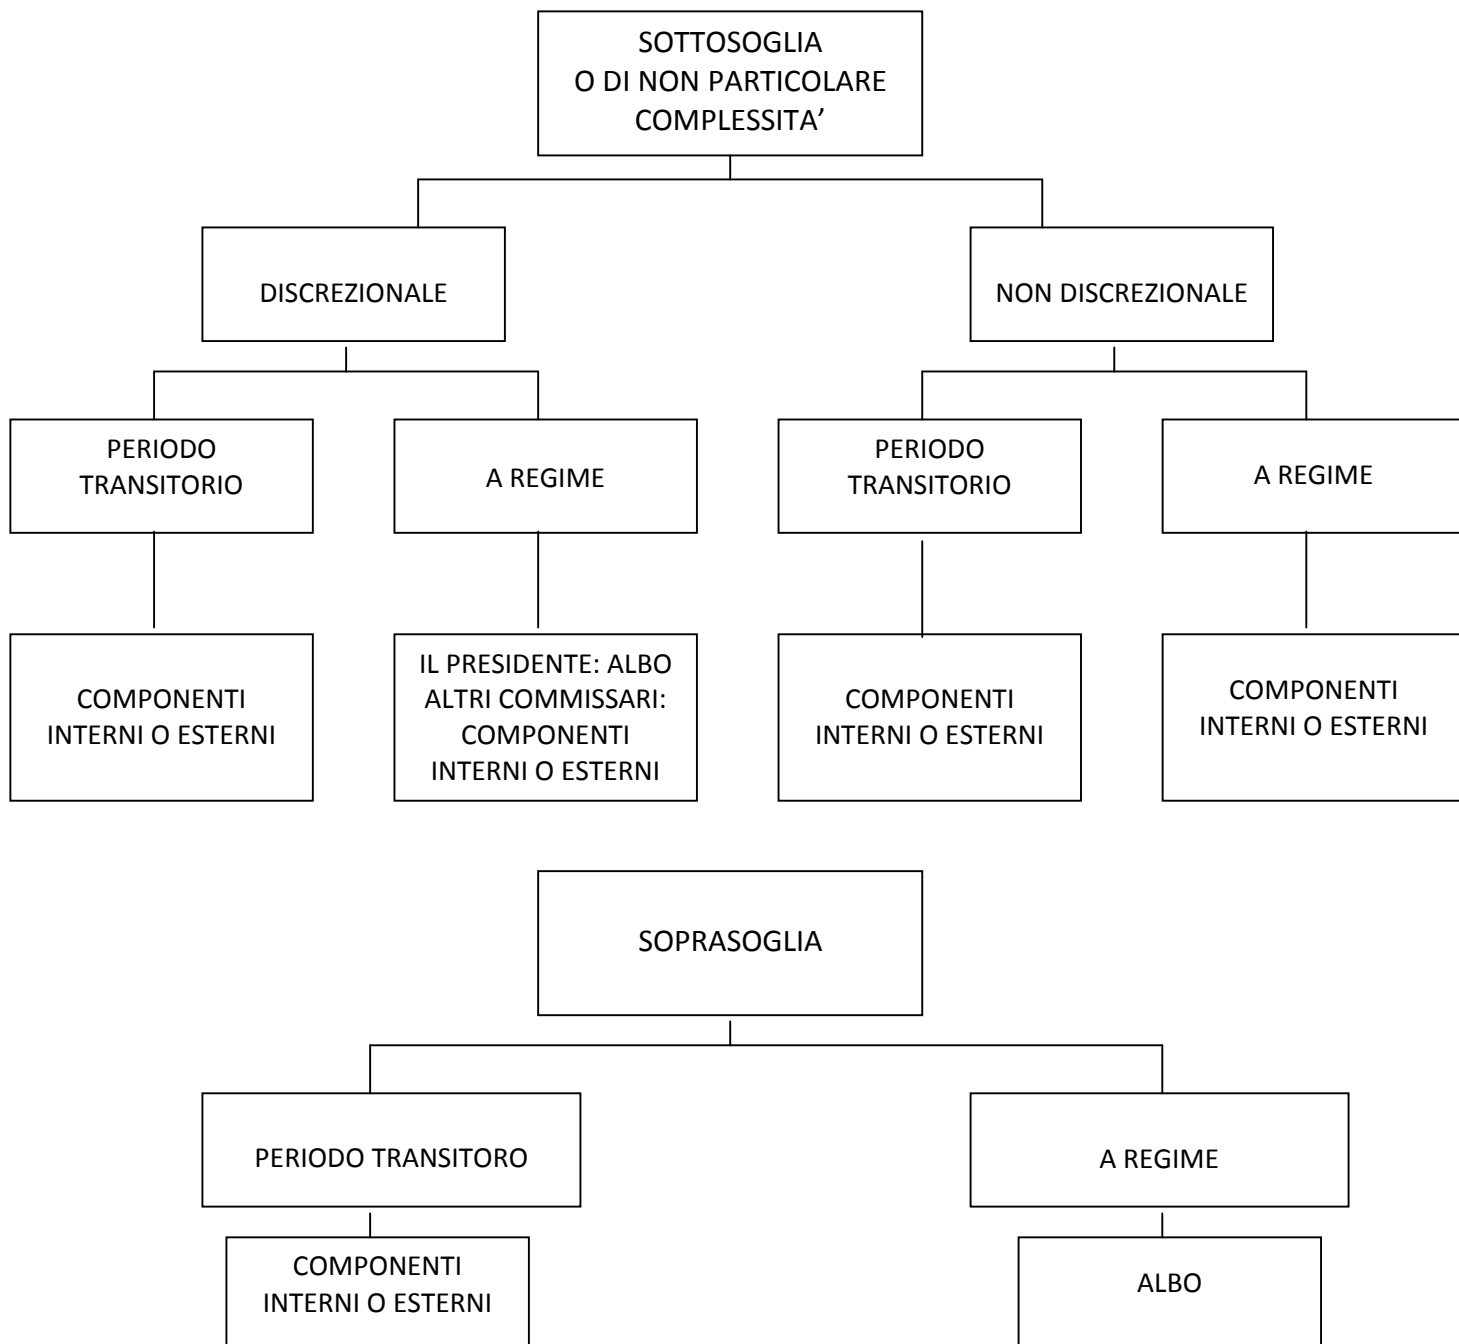 SOTTOSOGLIA
O DI NON PARTICOLARE
COMPLESSITA’
DISCREZIONALE
NON DISCREZIONALE
PERIODO
TRANSITORIO
A REGIME
PERIODO
TRANSITORIO
A REGIME
COMPONENTI
INTERNI O ESTERNI
IL PRESIDENTE: ALBO
ALTRI COMMISSARI:
COMPONENTI
INTERNI O ESTERNI
COMPONENTI
INTERNI O ESTERNI
COMPONENTI
INTERNI O ESTERNI
SOPRASOGLIA
PERIODO TRANSITORO
A REGIME
COMPONENTI
INTERNI O ESTERNI
ALBO